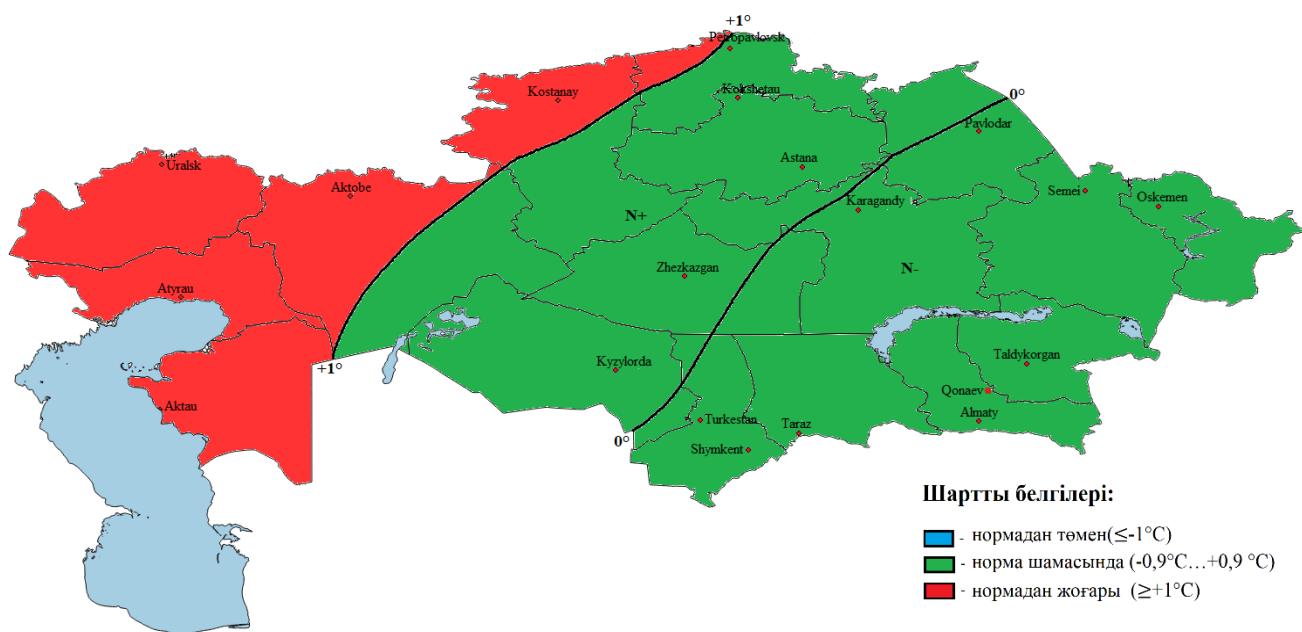 +1°
Petropavlovsk
Kostanay
Kokshetau
0°
Pavlodar
Uralsk
Astana
Aktobe
Semei
Oskemen
Karagandy
N+
N-
Zhezkazgan
Atyrau
+1°
Kyzylorda
Taldykorgan
Qonaev
Aktau
Turkestan
Taraz
Almaty
0°
Shymkent
Шартты белгілері:
- нормадан төмен(≤-1°C)
- норма шамасында (-0,9°C...+0,9 °C)
- нормадан жоғары (≥+1°C)